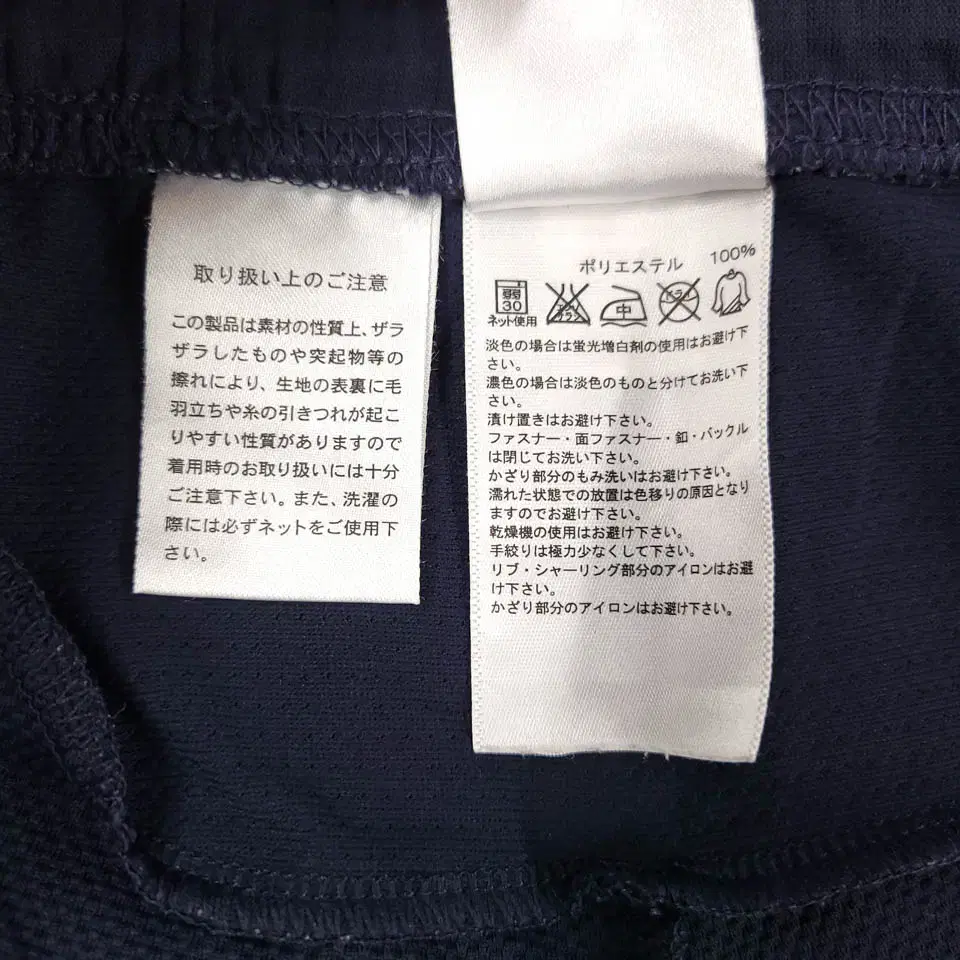 取り扱い上のご注意
この製品は素材の性質上、ザラ
ザラしたものや突起物等の
擦れにより、生地の表裏に毛
羽立ちや糸の引きつれが起こ
りやすい性質がありますので
着用時のお取り扱いには十分
ご注意下さい。また、洗濯の
際には必ずネットをご使用下
さい。
ポリエステル 100%
弱
30
ネット使用
中
淡色の場合は蛍光増白剤の使用はお避け下
さい。
濃色の場合は淡色のものと分けてお洗い下
さい。
漬け置きはお避け下さい。
ファスナー・面ファスナー・釦・バックル
は閉じてお洗い下さい。
かざり部分のもみ洗いはお避け下さい。
濡れた状態での放置は色移りの原因となり
ますのでお避け下さい。
乾燥機の使用はお避け下さい。
手絞りは極力少なくして下さい。
リブ・シャーリング部分のアイロンはお避
け下さい。
かざり部分のアイロンはお避け下さい。